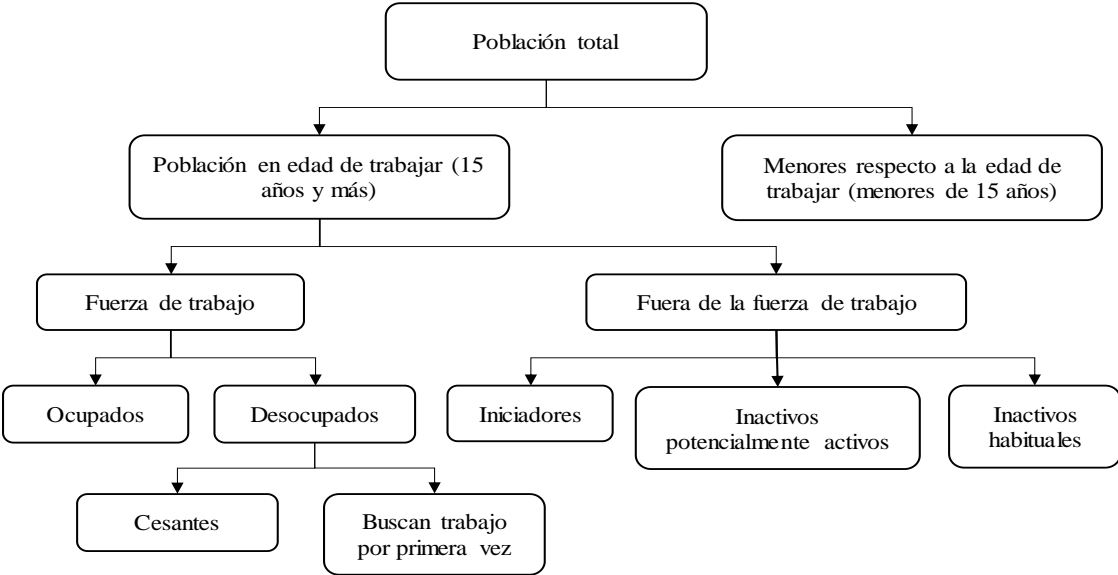 Población total
Población en edad de trabajar (15
años y más)
Menores respecto a la edad de
trabajar (menores de 15 años)
Fuerza de trabajo
Fuera de la fuerza de trabajo
Ocupados
Desocupados
Iniciadores
Inactivos
potencialmente activos
Inactivos
habituales
Cesantes
Buscan trabajo
por primera vez